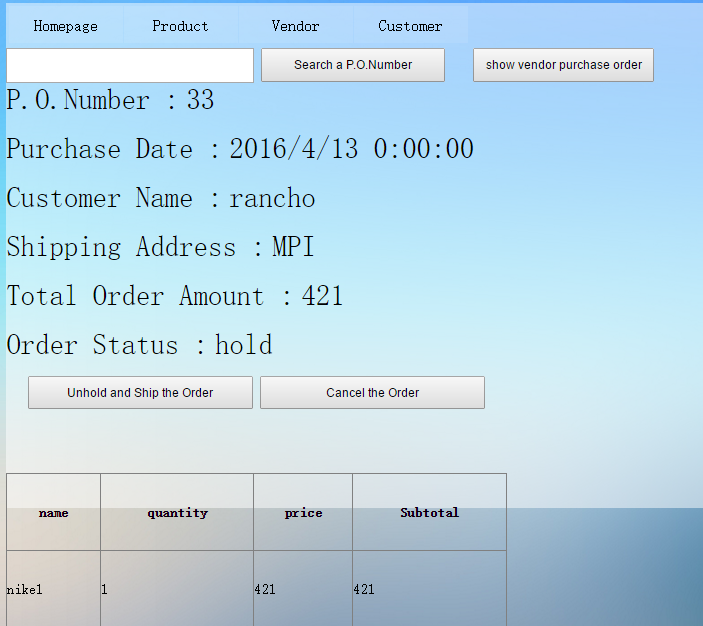 Homepage Product Vendor Customer
Search a P.O.Number show vendor purchase order
P.O.Number : 33
Purchase Date : 2016/4/13 0:00:00
Customer Name : rancho
Shipping Address : MPI
Total Order Amount : 421
Order Status : hold
Unhold and Ship the Order Cancel the Order
name quantity price Subtotal
nike1 1 421 421